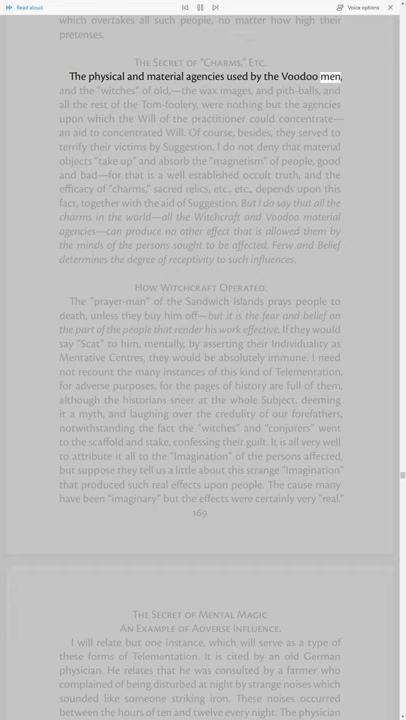 Read aloud
Voice options
which overtakes all such people, no matter how high their
pretenses.
The Secret of "Charms," Etc.
The physical and material agencies used by the Voodoo men,
and the "witches" of old,—the wax images, and pith-balls, and
all the rest of the Tom-foolery, were nothing but the agencies
upon which the Will of the practitioner could concentrate—
an aid to concentrated Will. Of course, besides, they served to
terrify their victims by Suggestion. I do not deny that material
objects "take up" and absorb the "magnetism" of people, good
and bad—for that is a well established occult truth, and the
efficacy of "charms," sacred relics, etc., etc., depends upon this
fact, together with the aid of Suggestion. But I do say that all the
charms in the world—all the Witchcraft and Voodoo material
agencies—can produce no other effect that is allowed them by
the minds of the persons sought to be affected. Ferw and Belief
determines the degree of receptivity to such influences.
How Witchcraft Operated.
The "prayer-man" of the Sandwich Islands prays people to
death, unless they buy him off—but it is the fear and belief on
the part of the people that render his work effective. If they would
say "Scat" to him, mentally, by asserting their Individuality as
Mentative Centres, they would be absolutely immune. I need
not recount the many instances of this kind of Telementation,
for adverse purposes, for the pages of history are full of them,
although the historians sneer at the whole Subject, deeming
it a myth, and laughing over the credulity of our forefathers,
notwithstanding the fact the "witches" and "conjurers" went
to the scaffold and stake, confessing their guilt. It is all very well
to attribute it all to the "Imagination" of the persons affected,
but suppose they tell us a little about this strange "Imagination"
that produced such real effects upon people. The cause many
have been "imaginary" but the effects were certainly very "real."
169
The Secret of Mental Magic
An Example of Adverse Influence.
I will relate but one instance, which will serve as a type of
these forms of Telementation. It is cited by an old German
physician. He relates that he was consulted by a farmer who
complained of being disturbed at night by strange noises which
sounded like someone striking iron. These noises occurred
between the hours of ten and twelve every night. The physician